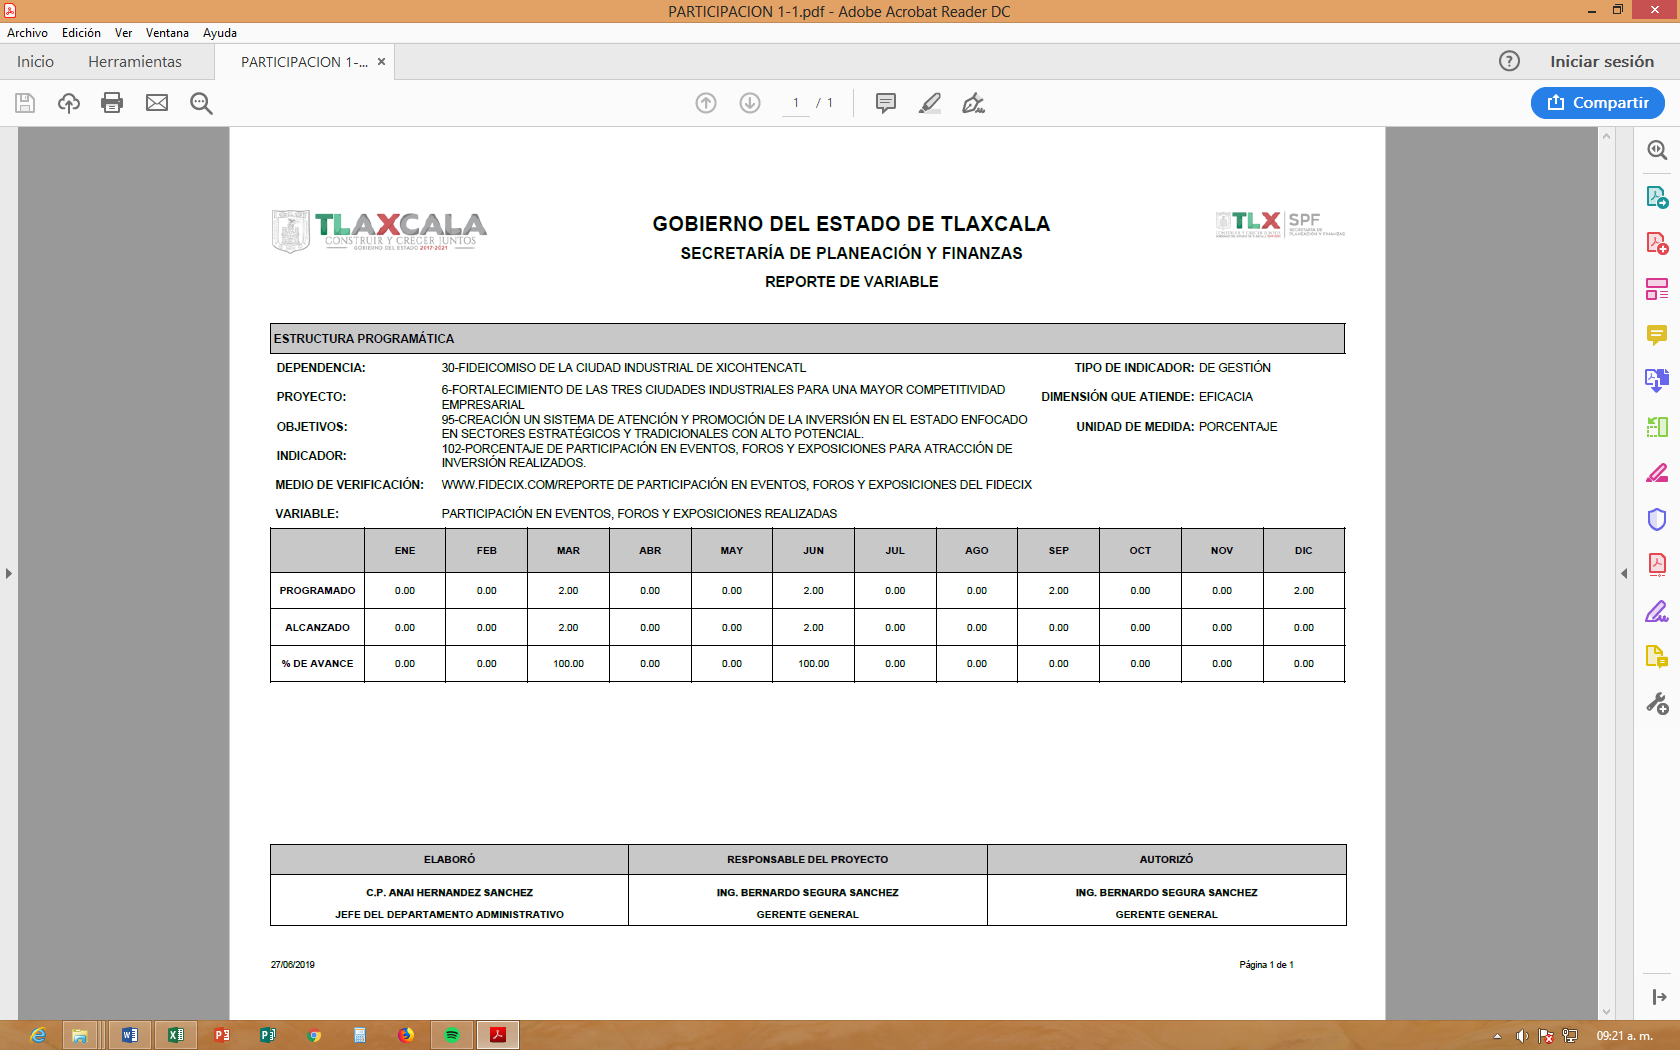 PARTICIPACION 1-1.pdf - Adobe Acrobat Reader DC
Archivo Edición Ver Ventana Ayuda
Inicio Herramientas PARTICIPACION 1-... × Iniciar sesión
1 / 1 Compartir
TLAXCALA
CONSTRUIR Y CRECER JUNTOS
GOBIERNO DEL ESTADO 2017-2021
GOBIERNO DEL ESTADO DE TLAXCALA
SECRETARÍA DE PLANEACIÓN Y FINANZAS
REPORTE DE VARIABLE
TLX SPF
SECRETARÍA DE
PLANEACIÓN Y FINANZAS
ESTRUCTURA PROGRAMÁTICA
DEPENDENCIA: 30-FIDEICOMISO DE LA CIUDAD INDUSTRIAL DE XICOHTENCATL TIPO DE INDICADOR: DE GESTIÓN
PROYECTO: 6-FORTALECIMIENTO DE LAS TRES CIUDADES INDUSTRIALES PARA UNA MAYOR COMPETITIVIDAD
EMPRESARIAL DIMENSIÓN QUE ATIENDE: EFICACIA
OBJETIVOS: 95-CREACIÓN UN SISTEMA DE ATENCIÓN Y PROMOCIÓN DE LA INVERSIÓN EN EL ESTADO ENFOCADO
EN SECTORES ESTRATÉGICOS Y TRADICIONALES CON ALTO POTENCIAL. UNIDAD DE MEDIDA: PORCENTAJE
INDICADOR: 102-PORCENTAJE DE PARTICIPACIÓN EN EVENTOS, FOROS Y EXPOSICIONES PARA ATRACCIÓN DE
INVERSIÓN REALIZADOS.
MEDIO DE VERIFICACIÓN: WWW.FIDECIX.COM/REPORTE DE PARTICIPACIÓN EN EVENTOS, FOROS Y EXPOSICIONES DEL FIDECIX
VARIABLE: PARTICIPACIÓN EN EVENTOS, FOROS Y EXPOSICIONES REALIZADAS
ENE FEB MAR ABR MAY JUN JUL AGO SEP OCT NOV DIC
PROGRAMADO 0.00 0.00 2.00 0.00 0.00 2.00 0.00 0.00 2.00 0.00 0.00 2.00
ALCANZADO 0.00 0.00 2.00 0.00 0.00 2.00 0.00 0.00 0.00 0.00 0.00 0.00
% DE AVANCE 0.00 0.00 100.00 0.00 0.00 100.00 0.00 0.00 0.00 0.00 0.00 0.00
ELABORÓ RESPONSABLE DEL PROYECTO AUTORIZÓ
C.P. ANAI HERNANDEZ SANCHEZ ING. BERNARDO SEGURA SANCHEZ ING. BERNARDO SEGURA SANCHEZ
JEFE DEL DEPARTAMENTO ADMINISTRATIVO GERENTE GENERAL GERENTE GENERAL
27/06/2019 Página 1 de 1
09:21 a. m.